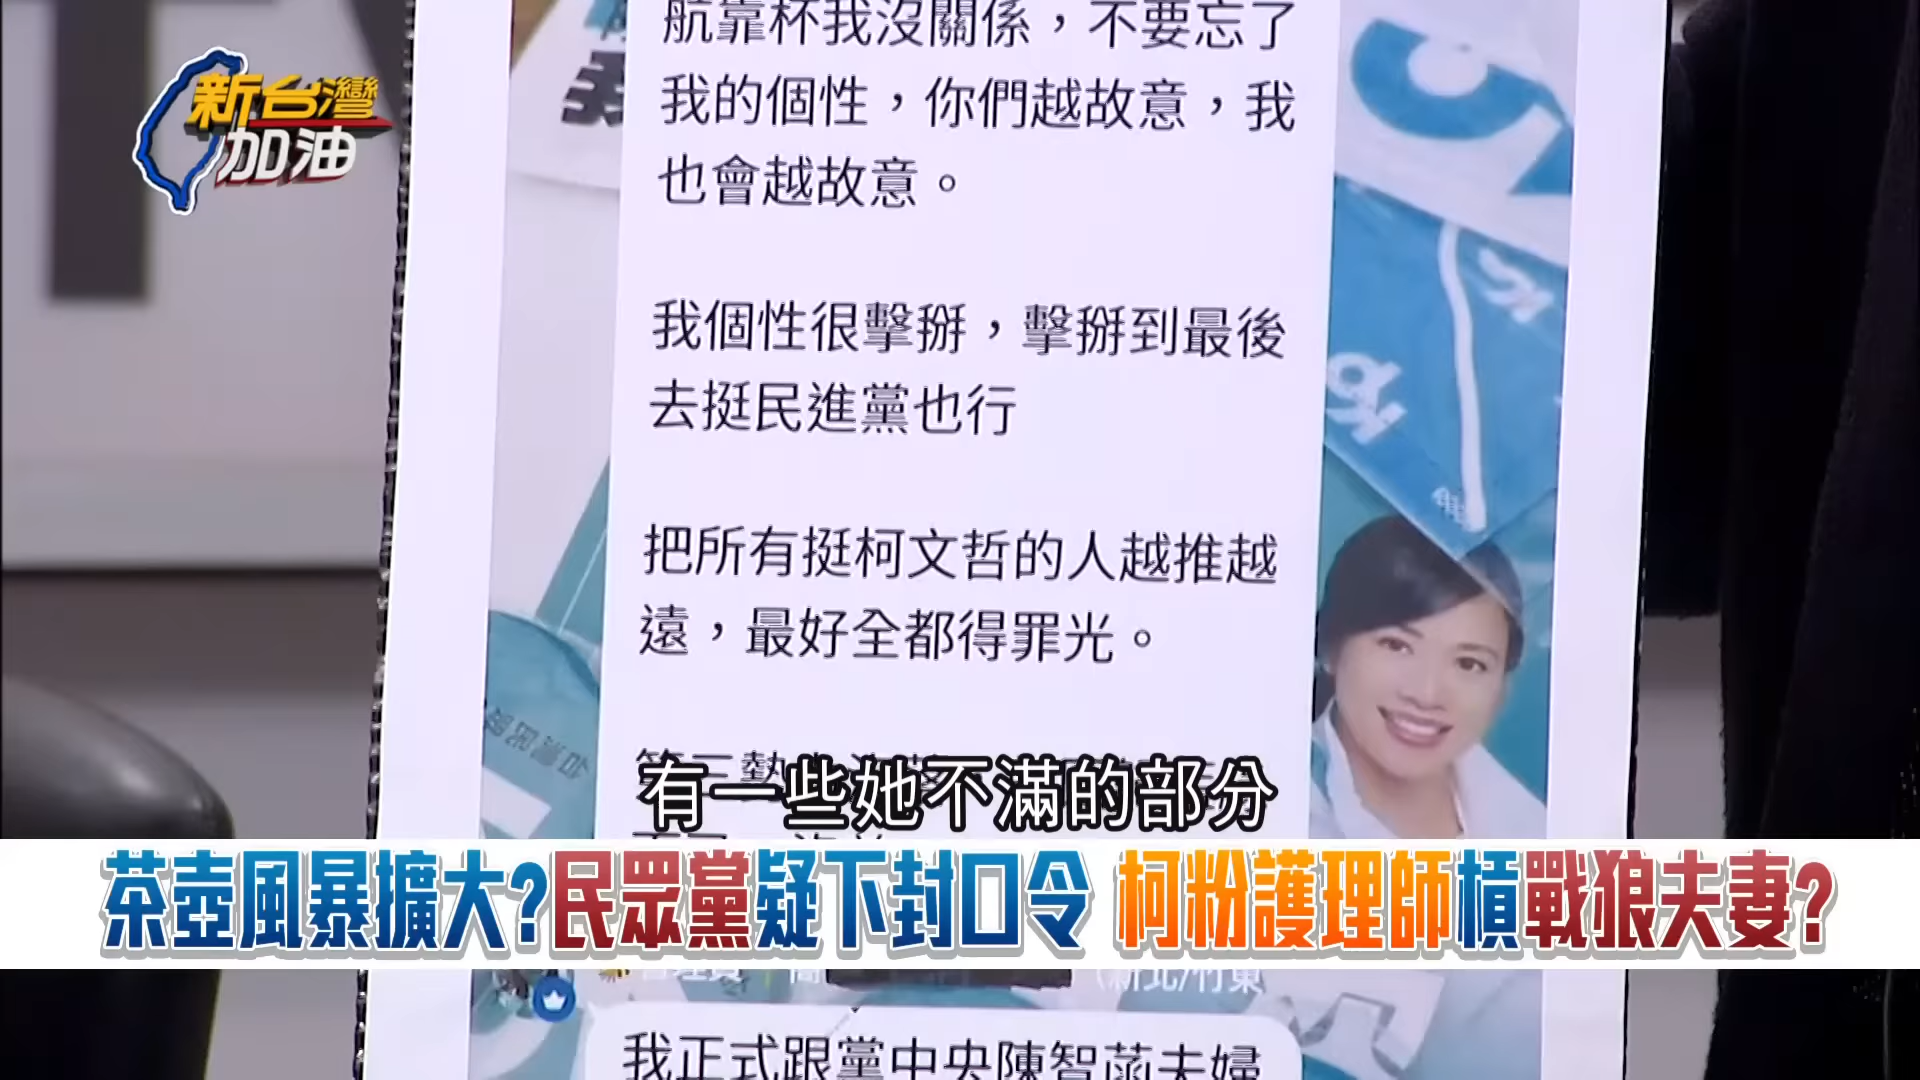 新台灣
加油
航靠杯我沒關係，不要忘了
我的個性，你們越故意，我
也會越故意。
我個性很擊掰，擊掰到最後
去挺民進黨也行
把所有挺柯文哲的人越推越
遠，最好全都得罪光。
有一些她不滿的部分
茶壺風暴擴大?民眾黨疑下封口令 柯粉護理師槓戰狼夫妻?
(新北/竹東
我正式跟黨中央陳智菡夫婦